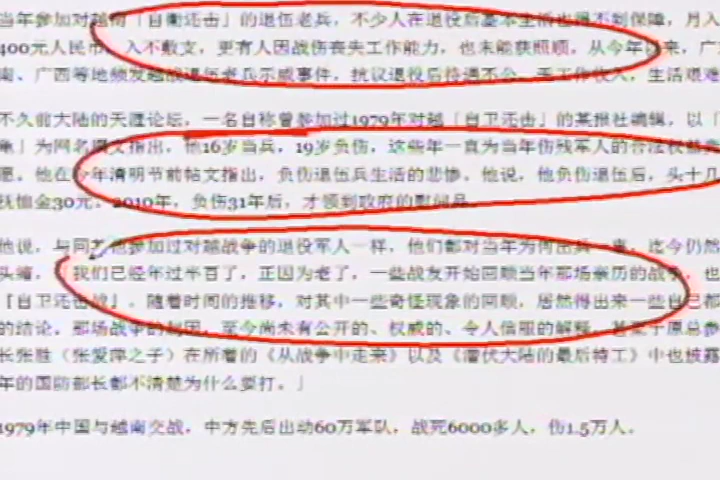 当年参加对越南「自卫还击」的退伍老兵，不少人在退役后基本生活也得不到保障，月入
400元人民币，入不敷支，更有人因战伤丧失工作能力，也未能获照顾，从今年以来，广
南、广西等地频发越战退伍老兵示威事件，抗议退役后待遇不公，无工作收入，生活艰难
不久前大陆的天涯论坛，一名自称曾参加过1979年对越「自卫还击」的某报社编辑，以「
」为网名撰文指出，他16岁当兵，19岁负伤，这些年一直为当年伤残军人的合法权益
愿。他在今年清明节前帖文指出，负伤退伍兵生活的悲惨。他说，他负伤退伍后，头十几
残恤金30元。2010年，负伤31年后，才领到政府的慰问品。
他说，与同多他参加过对越战争的退役军人一样，他们都对当年为何出兵一事，迄今仍然
头绪，「我们已经年过半百了，正因为老了，一些战友开始回顾当年那场亲历的战争，也
「自卫还击战」，随着时间的推移，对其中一些奇怪现象的回顾，居然得出来一些自己都
的结论。那场战争的起因，至今尚未有公开的、权威的、令人信服的解释，甚至于原总参
长张胜（张爱萍之子）在所着的《从战争中走来》以及《潜伏大陆的最后特工》中也披露
年的国防部长都不清楚为什么要打。」
1979年中国与越南交战，中方先后出动60万军队，战死6000多人，伤1.5万人。